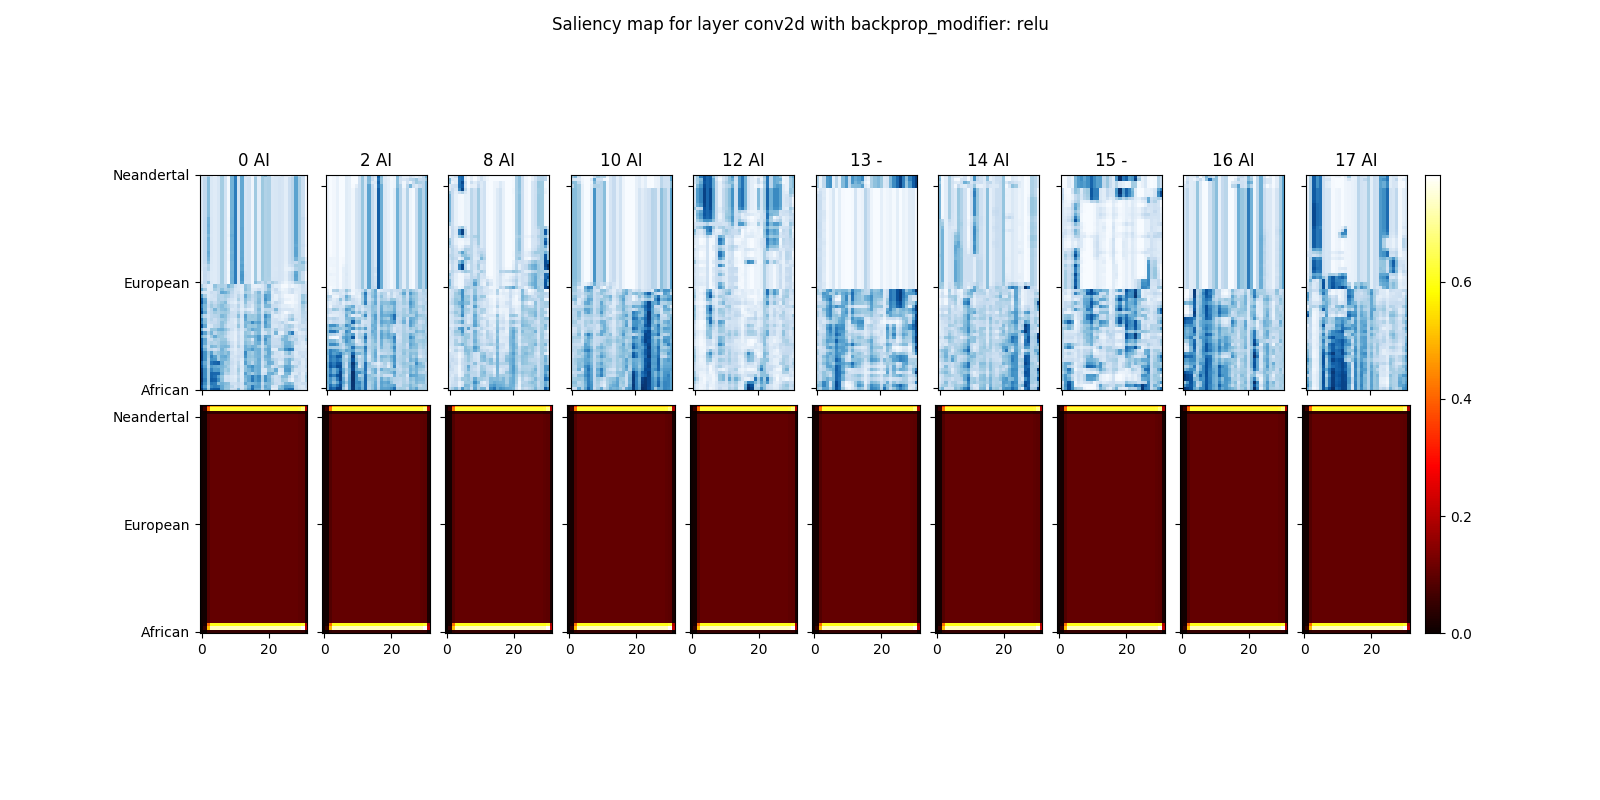 Saliency map for layer conv2d with backprop_modifier: relu
0 AI 2 AI 8 AI 10 AI 12 AI 13 - 14 AI 15 - 16 AI 17 AI
Neandertal
European
African
Neandertal
European
African
0 20 0 20 0 20 0 20 0 20 0 20 0 20 0 20 0 20 0 20
0.6
0.4
0.2
0.0